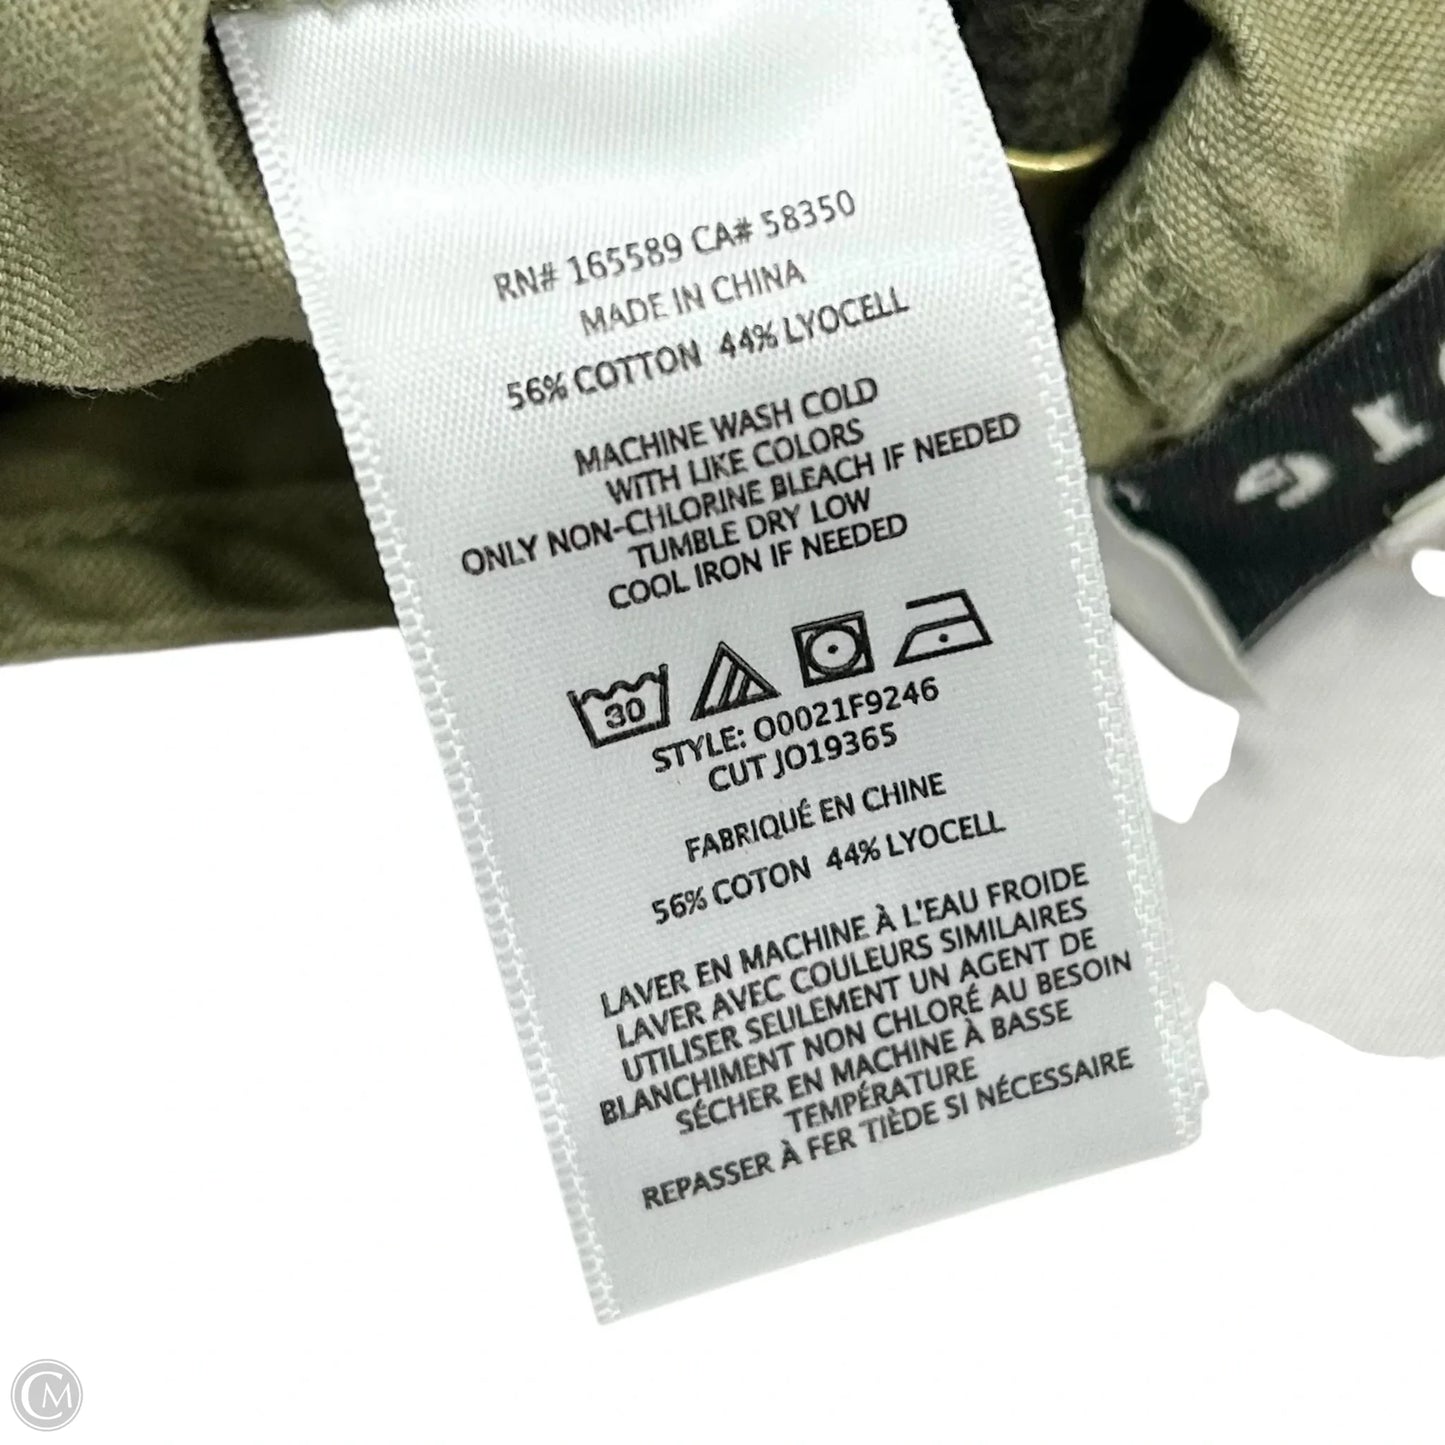 RN# 165589 CA# 58350
MADE IN CHINA
56% COTTON 44% LYOCELL
MACHINE WASH COLD
WITH LIKE COLORS
ONLY NON-CHLORINE BLEACH IF NEEDED
TUMBLE DRY LOW
COOL IRON IF NEEDED
30
STYLE: O0021F9246
CUT JO19365
FABRIQUÉ EN CHINE
56% COTON 44% LYOCELL
LAVER EN MACHINE À L'EAU FROIDE
LAVER AVEC COULEURS SIMILAIRES
UTILISER SEULEMENT UN AGENT DE
BLANCHIMENT NON CHLORÉ AU BESOIN
SÉCHER EN MACHINE À BASSE
TEMPÉRATURE
REPASSER À FER TIÈDE SI NÉCESSAIRE
CM